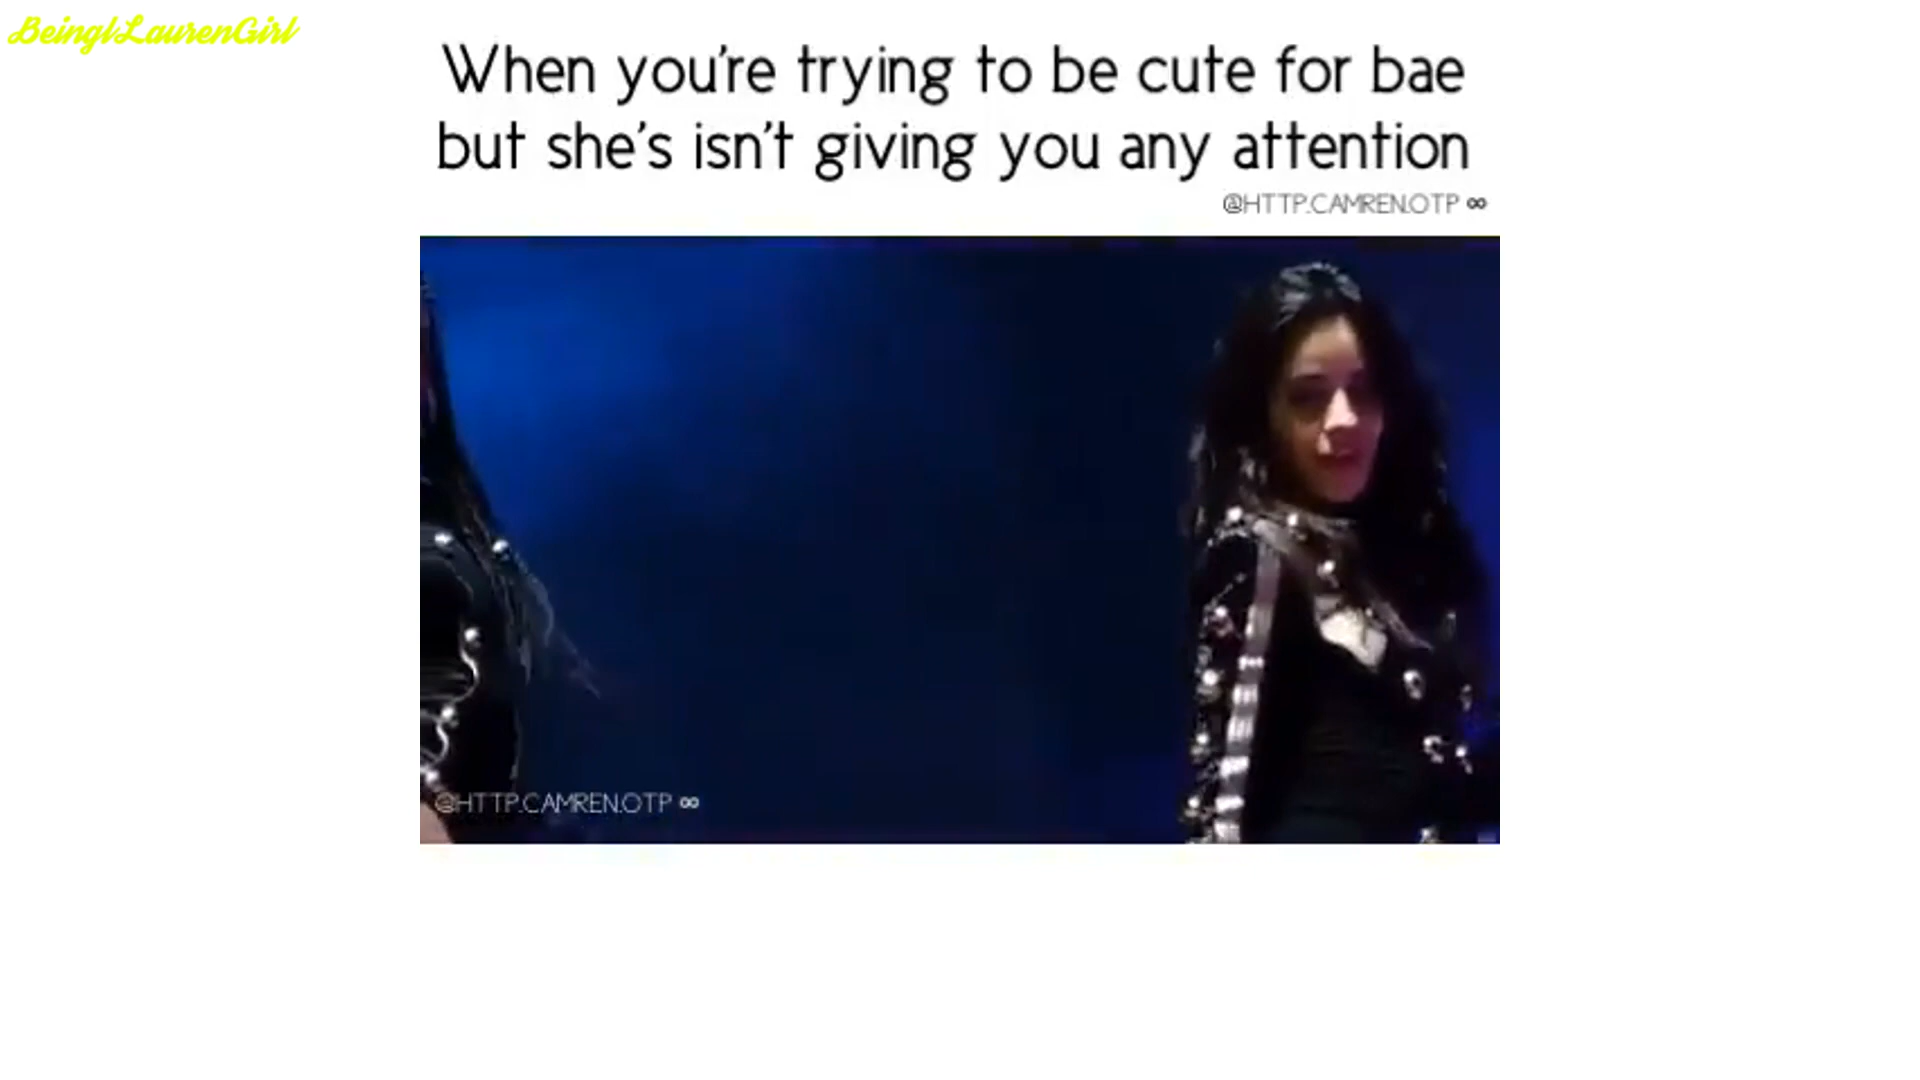 BeinglLaurenGirl
When you're trying to be cute for bae
but she's isn't giving you any attention
@HTTP.CAMREN.OTP ∞
@HTTP.CAMREN.OTP ∞